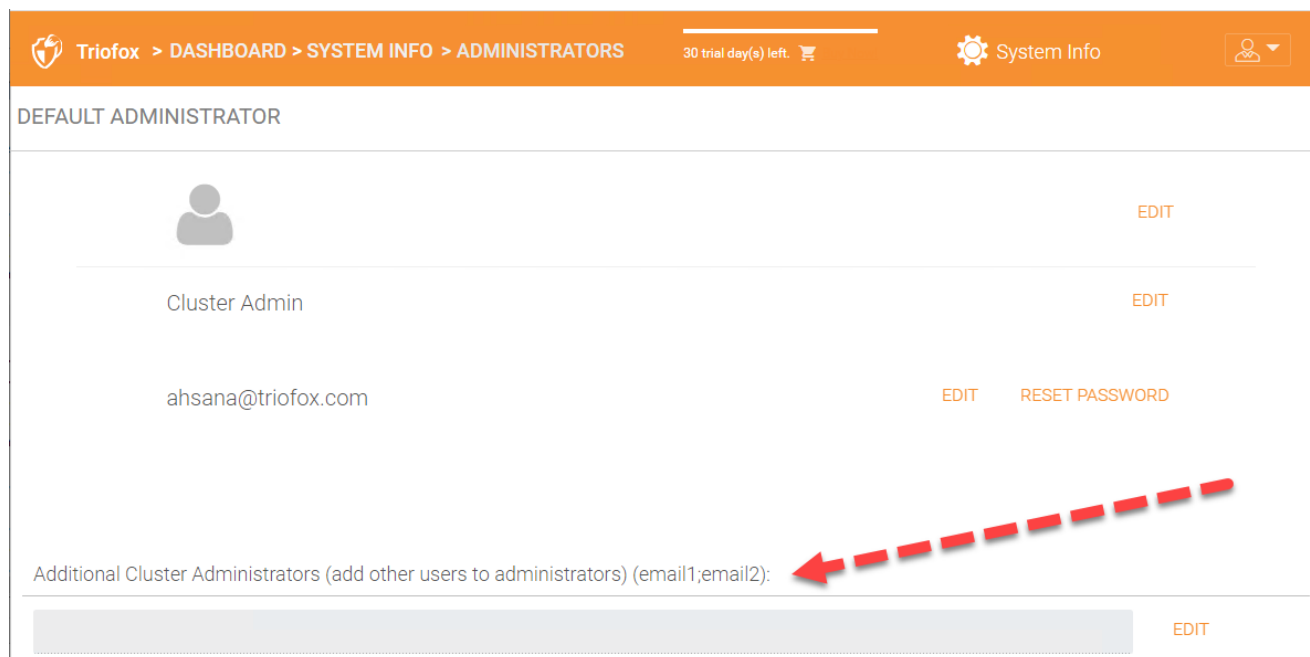 Triofox > DASHBOARD > SYSTEM INFO > ADMINISTRATORS
30 trial day(s) left.
System Info
DEFAULT ADMINISTRATOR
EDIT
Cluster Admin EDIT
ahsana@triofox.com EDIT RESET PASSWORD
Additional Cluster Administrators (add other users to administrators) (email1;email2):
EDIT